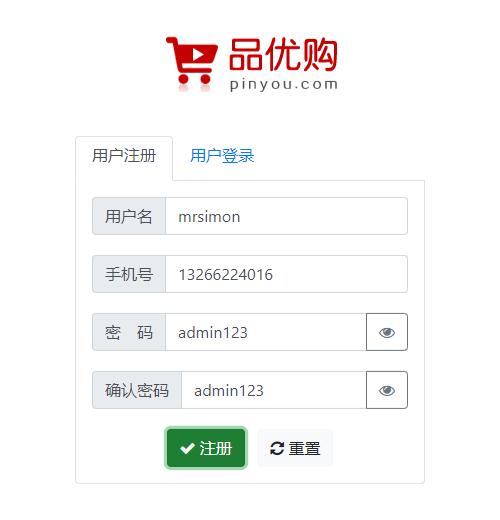 品优购
pinyou.com
用户注册 用户登录
用户名 mrsimon
手机号 13266224016
密 码 admin123
确认密码 admin123
注册 重置